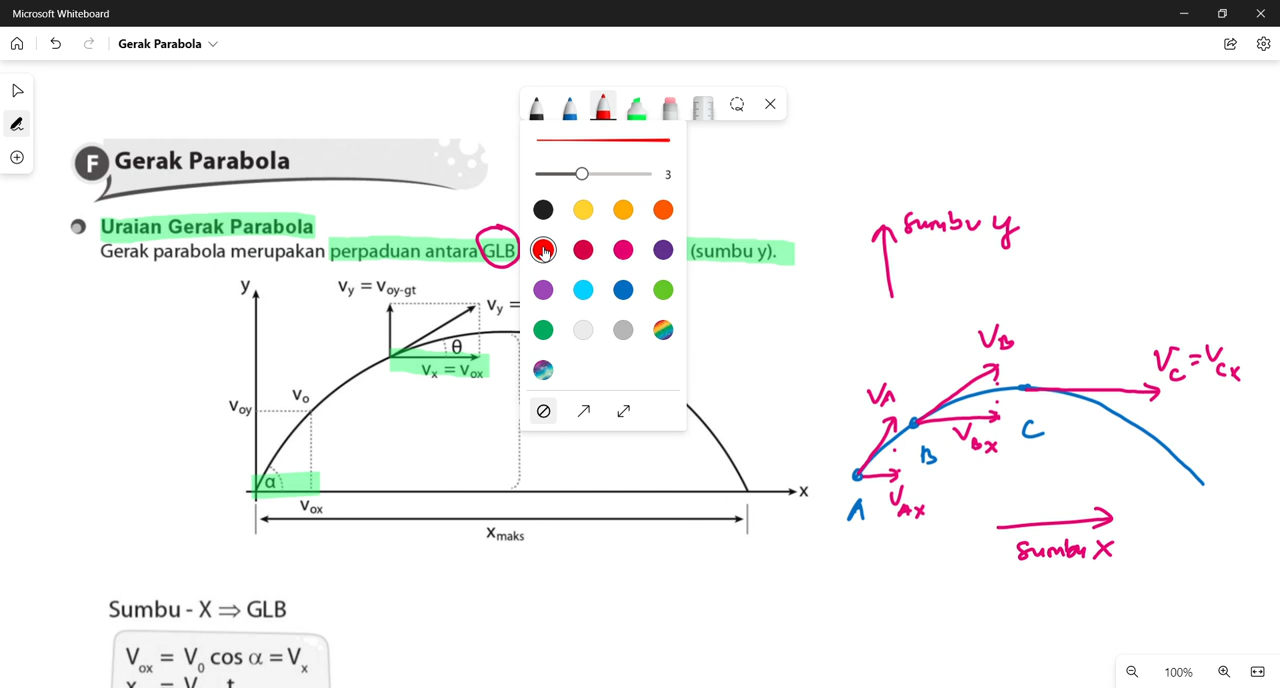 Microsoft Whiteboard
Gerak Parabola
F Gerak Parabola
Uraian Gerak Parabola
Gerak parabola merupakan perpaduan antara GLB (sumbu y).
3
y
Vy = Voy-gt
Vy =
θ
Vx = Vox
Vo
Voy
α
Vox
x
Xmaks
sumbu y
VB
VC = VCX
VA
VBX
C
B
VAX
A
sumbu X
Sumbu - X ⇒ GLB
Vox = V0 cos α = Vx
100%